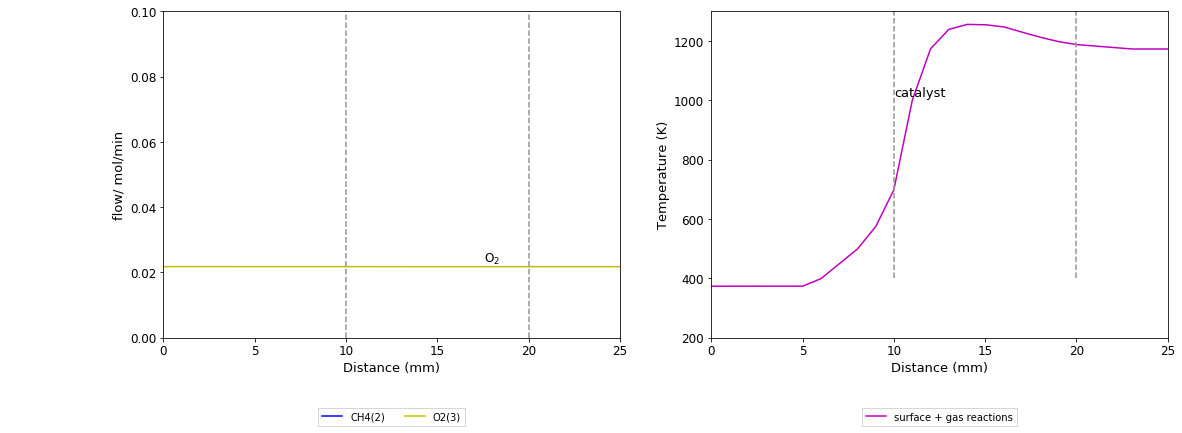 0.10
0.08
0.06
0.04
0.02
0.00
flow/ mol/min
O₂
0 5 10 15 20 25
Distance (mm)
CH4(2) O2(3)
1200
1000
800
600
400
200
Temperature (K)
catalyst
0 5 10 15 20 25
Distance (mm)
surface + gas reactions